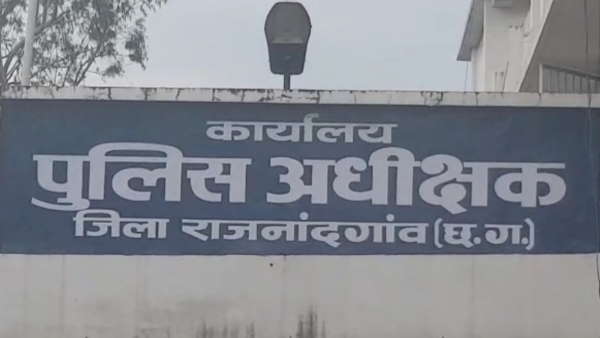 कार्यालय
पुलिस अधीक्षक
जिला राजनांदगांव (छ.ग.)